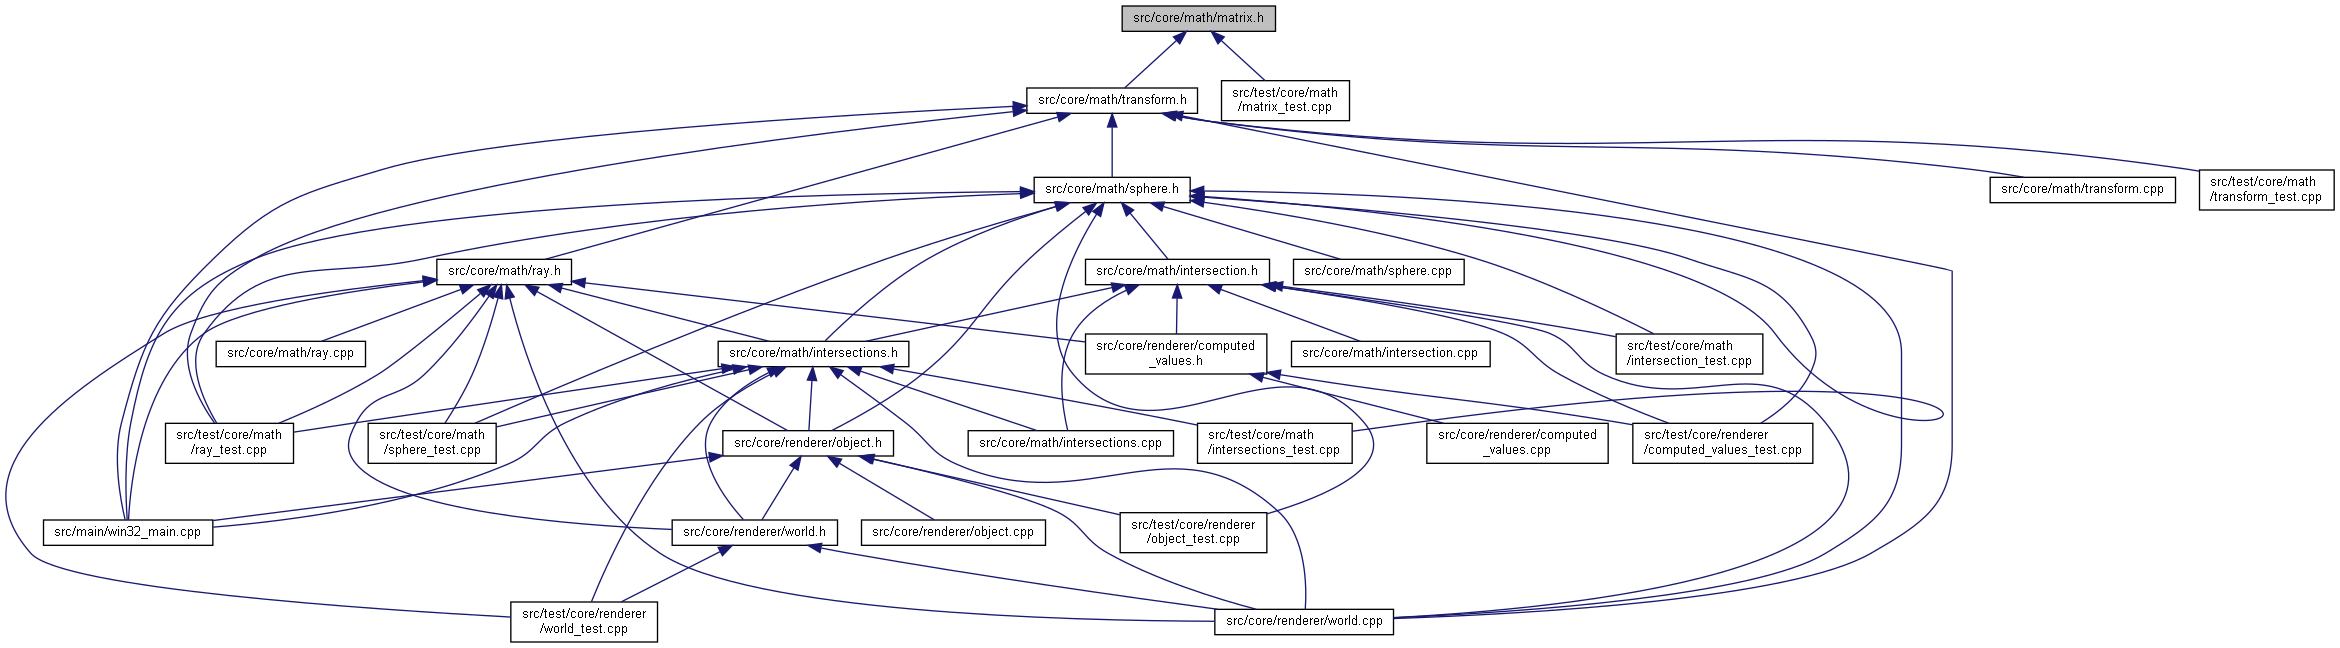 src/core/math/matrix.h
src/core/math/transform.h
src/test/core/math
/matrix_test.cpp
src/core/math/sphere.h
src/core/math/transform.cpp
src/test/core/math
/transform_test.cpp
src/core/math/ray.h
src/core/math/intersection.h
src/core/math/sphere.cpp
src/core/math/ray.cpp
src/core/math/intersections.h
src/core/renderer/computed
_values.h
src/core/math/intersection.cpp
src/test/core/math
/intersection_test.cpp
src/test/core/math
/ray_test.cpp
src/test/core/math
/sphere_test.cpp
src/core/renderer/object.h
src/core/math/intersections.cpp
src/test/core/math
/intersections_test.cpp
src/core/renderer/computed
_values.cpp
src/test/core/renderer
/computed_values_test.cpp
src/main/win32_main.cpp
src/core/renderer/world.h
src/core/renderer/object.cpp
src/test/core/renderer
/object_test.cpp
src/test/core/renderer
/world_test.cpp
src/core/renderer/world.cpp